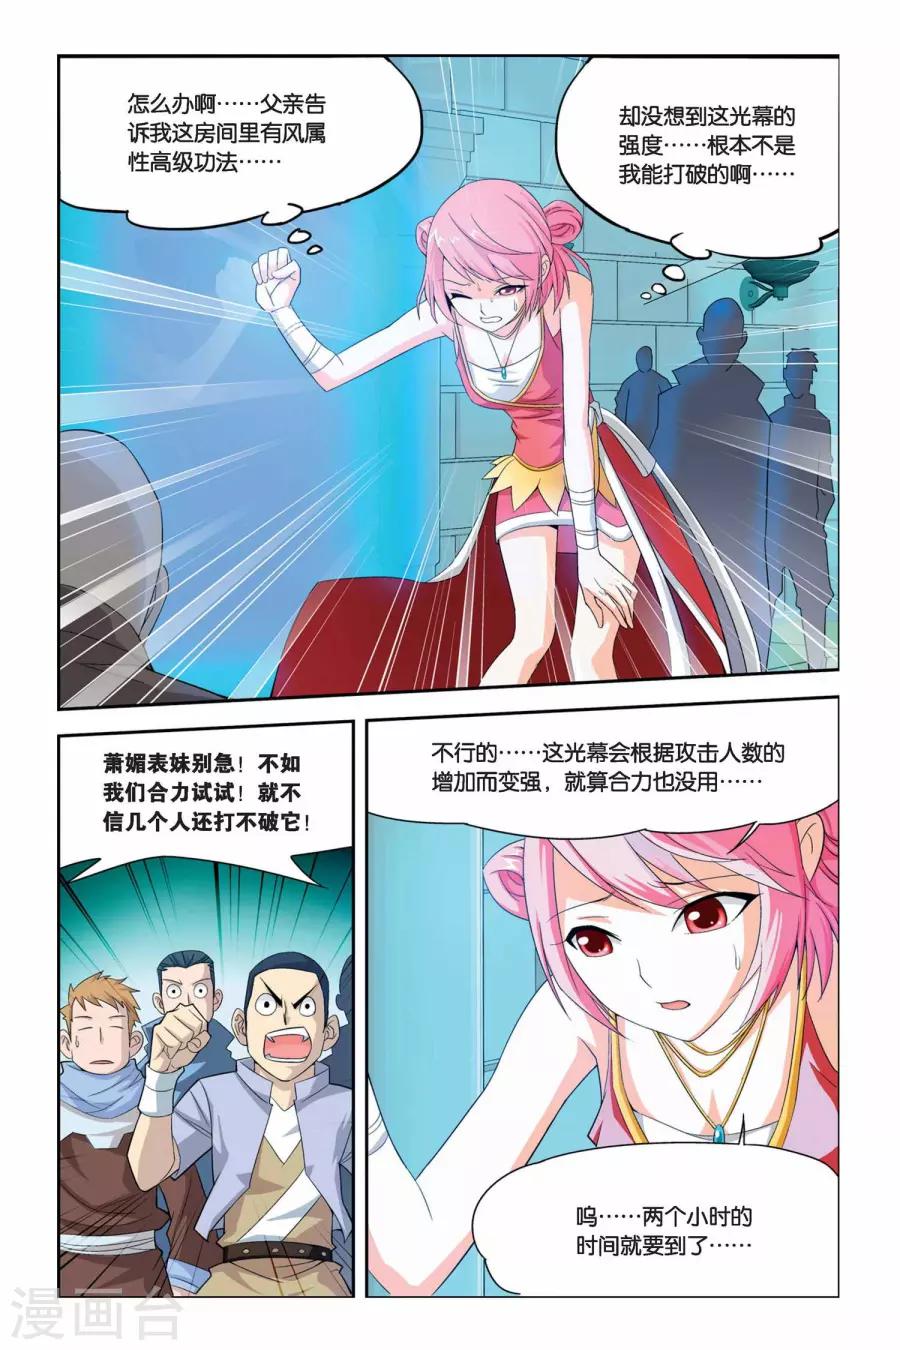 怎么办啊……父亲告
诉我这房间里有风属
性高级功法……
却没想到这光幕的
强度……根本不是
我能打破的啊……
萧媚表妹别急！不如
我们合力试试！就不
信几个人还打不破它！
不行的……这光幕会根据攻击人数的
增加而变强，就算合力也没用……
呜……两个小时的
时间就要到了……
漫画台